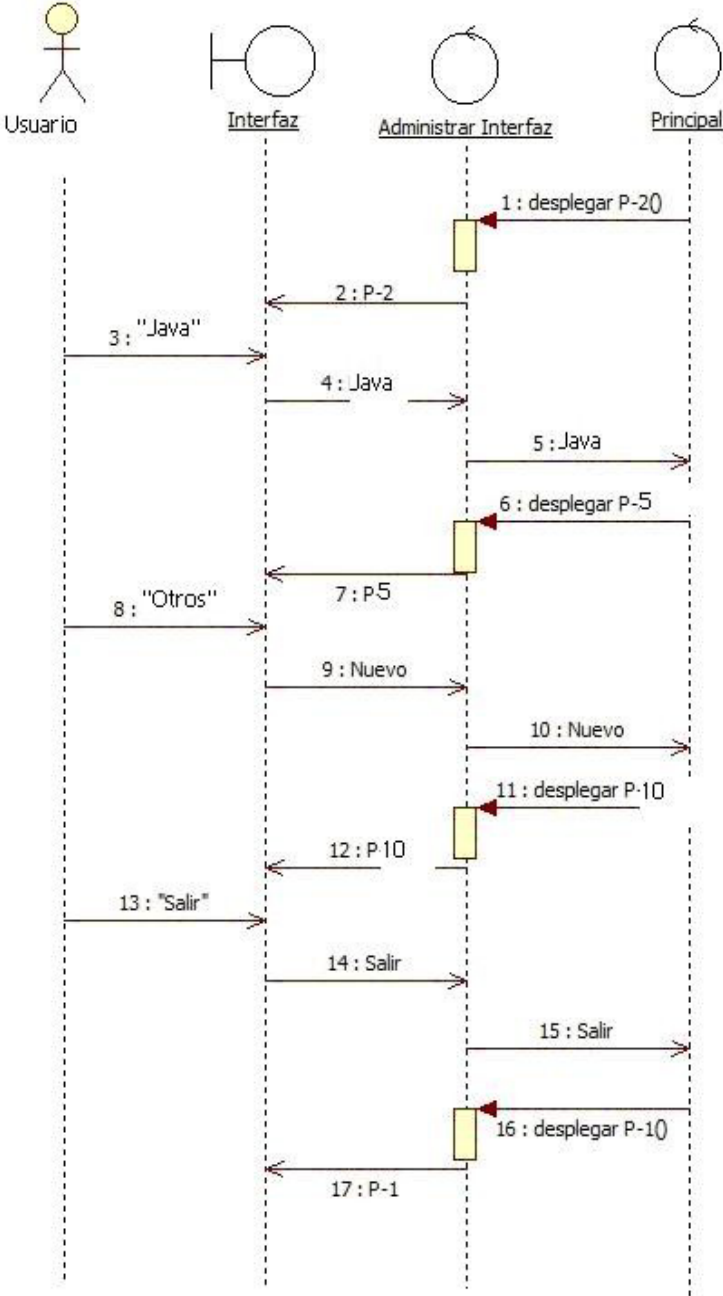 Usuario
Interfaz
Administrar Interfaz
Principal
1 : desplegar P-2()
2 : P-2
3 : "Java"
4 : Java
5 : Java
6 : desplegar P-5
7 : P-5
8 : "Otros"
9 : Nuevo
10 : Nuevo
11 : desplegar P-10
12 : P-10
13 : "Salir"
14 : Salir
15 : Salir
16 : desplegar P-1()
17 : P-1